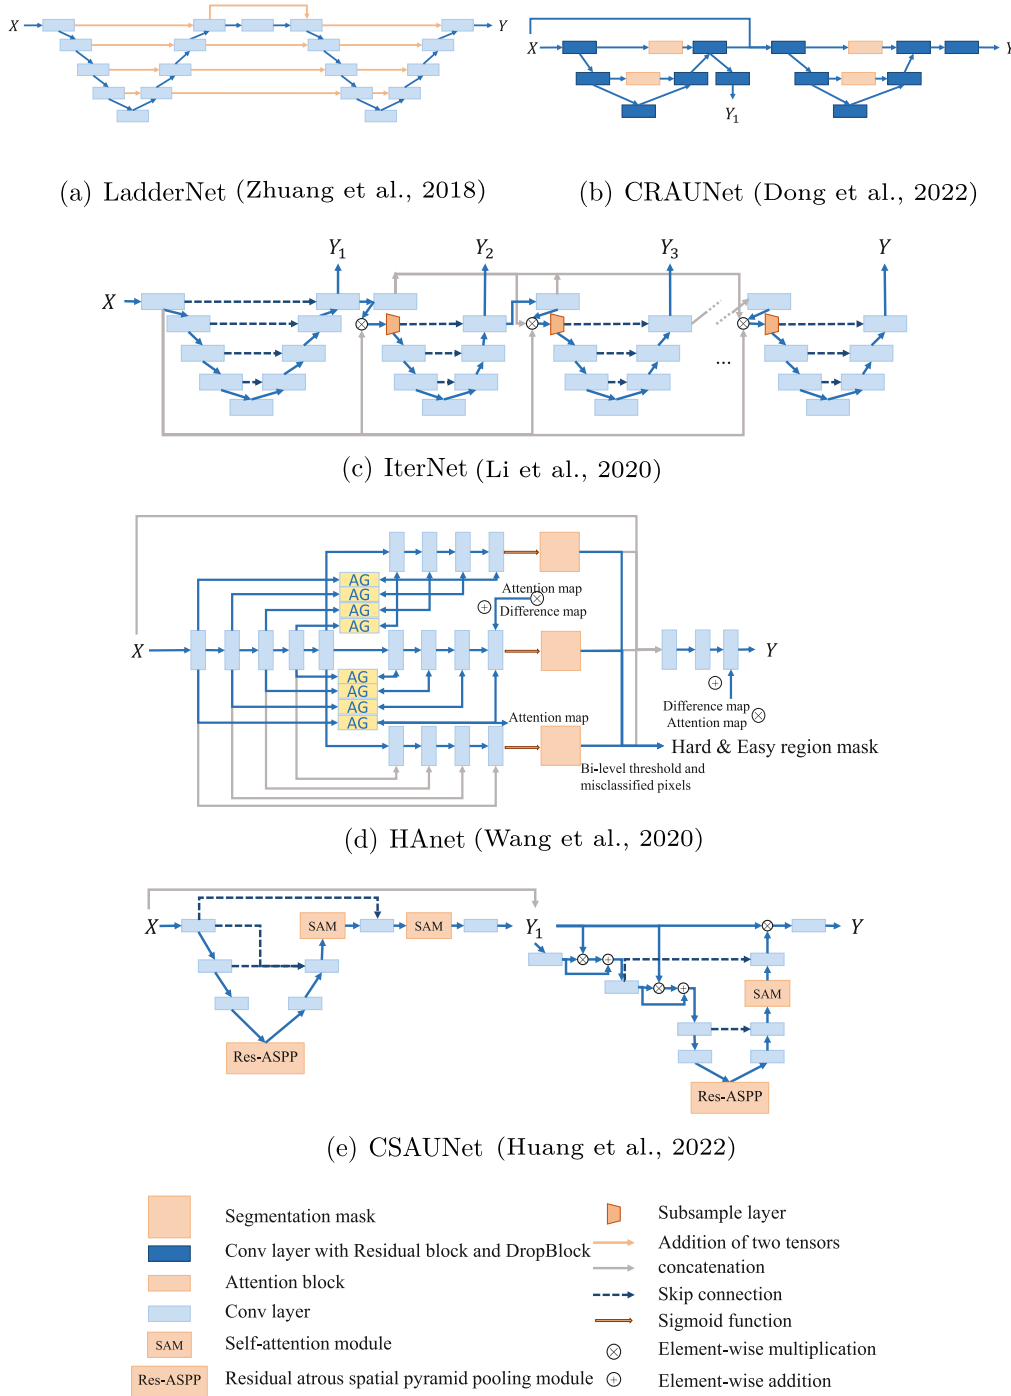 X Y X Y
Y1
(a) LadderNet (Zhuang et al., 2018) (b) CRAUNet (Dong et al., 2022)
Y1 Y2 Y3 Y
X
...
(c) IterNet (Li et al., 2020)
AG
AG
AG
AG
Attention map
Difference map
X Y
AG
AG
AG
AG
Difference map
Attention map
Attention map
Hard & Easy region mask
Bi-level threshold and
misclassified pixels
(d) HAnet (Wang et al., 2020)
X SAM SAM Y1 Y
SAM
Res-ASPP
Res-ASPP
(e) CSAUNet (Huang et al., 2022)
Segmentation mask
Conv layer with Residual block and DropBlock
Attention block
Conv layer
SAM Self-attention module
Res-ASPP Residual atrous spatial pyramid pooling module
Subsample layer
Addition of two tensors
concatenation
Skip connection
Sigmoid function
Element-wise multiplication
Element-wise addition